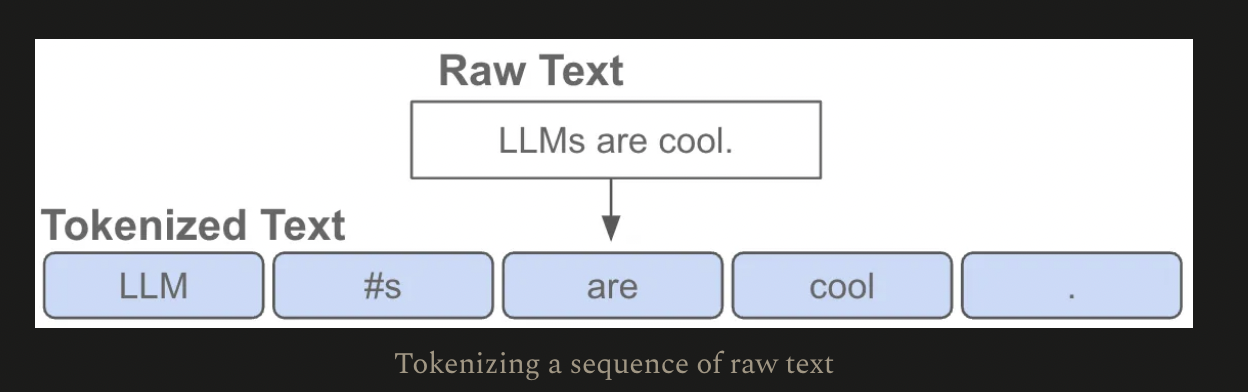 Raw Text
LLMs are cool.
Tokenized Text
LLM #s are cool .
Tokenizing a sequence of raw text